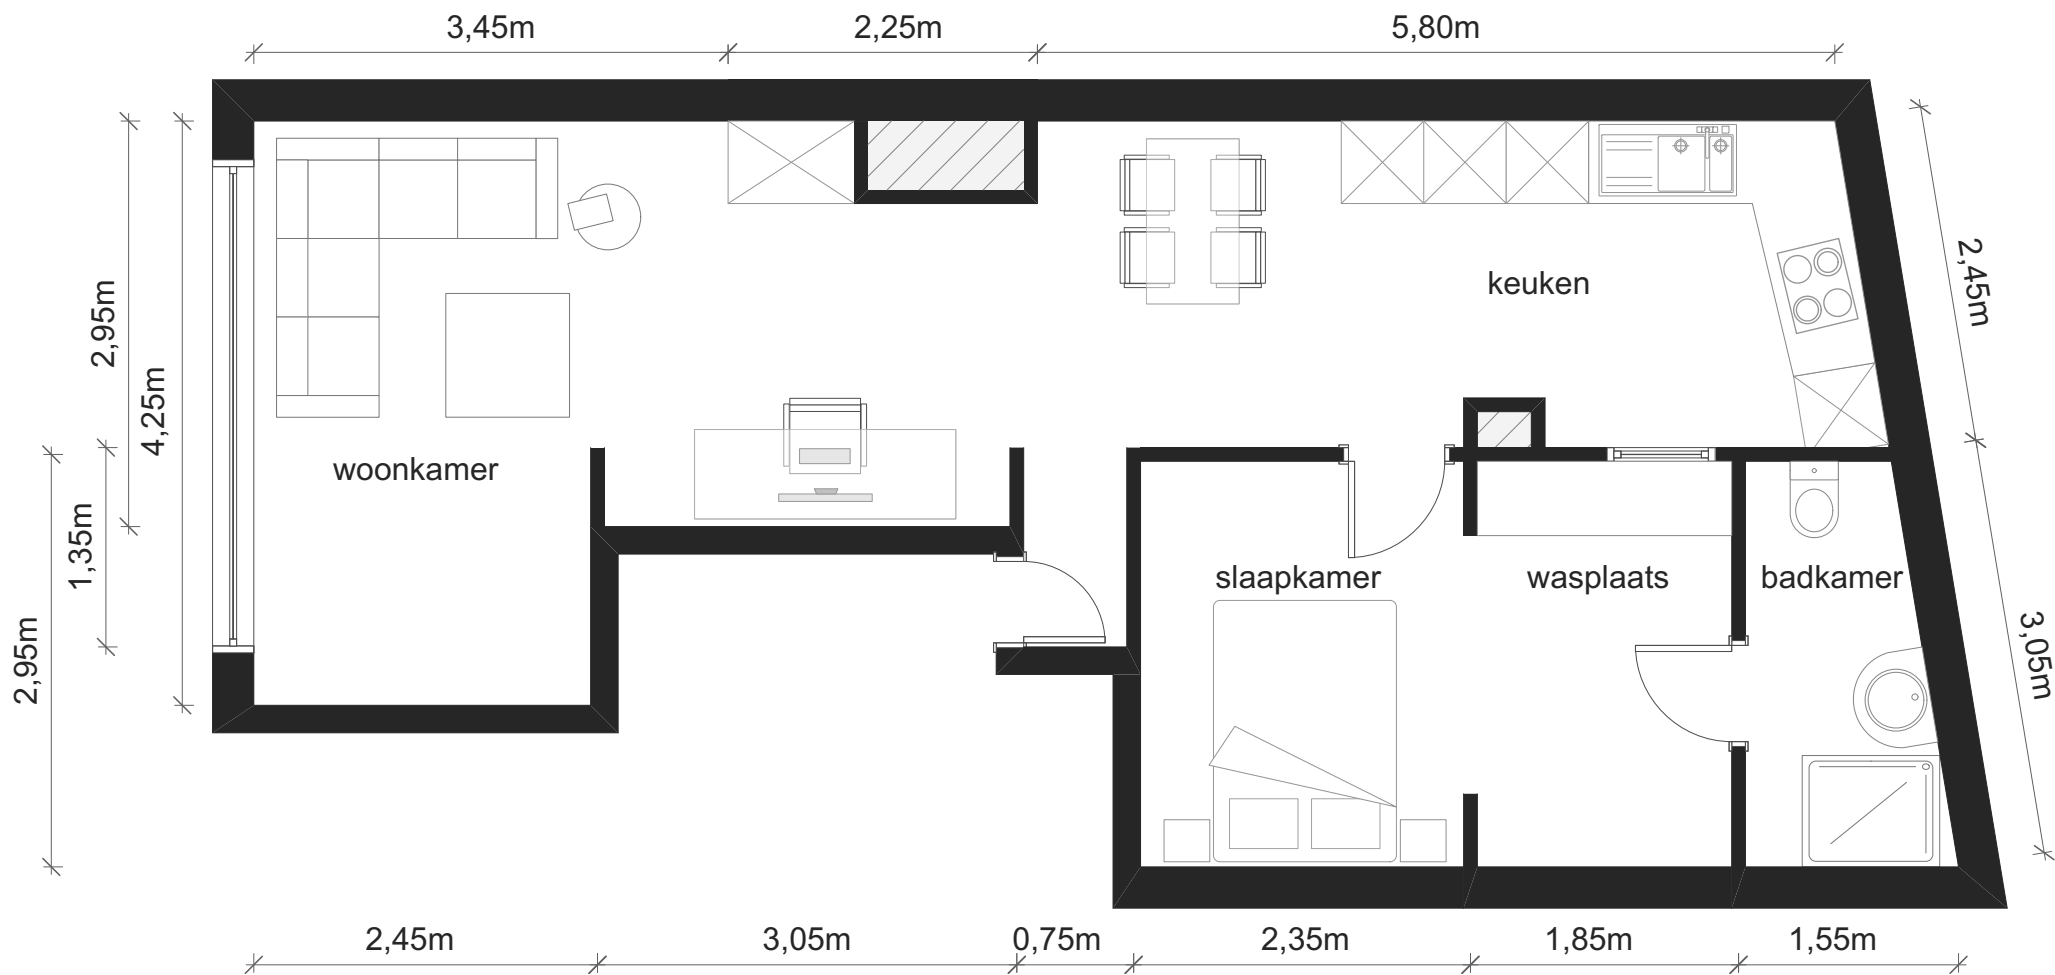 3,45m
2,25m
5,80m
2,95m
4,25m
1,35m
2,95m
2,45m
3,05m
keuken
woonkamer
slaapkamer
wasplaats
badkamer
2,45m
3,05m
0,75m
2,35m
1,85m
1,55m